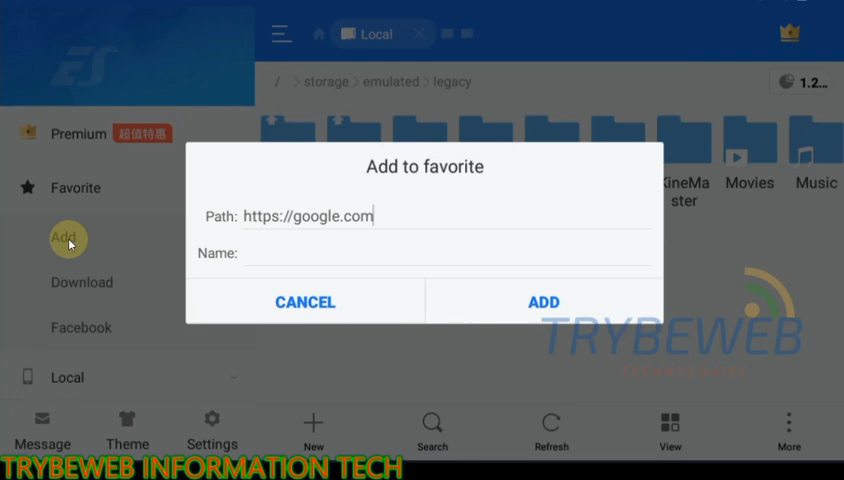 ES
Premium 超值特惠
Favorite
Add
Download
Facebook
Local
Message Theme Settings
Local
/ > storage > emulated > legacy
1.2...
KineMa
ster
Movies
Music
Add to favorite
Path: https://google.com
Name:
CANCEL
ADD
TRYBEWEB
New Search Refresh View More
TRYBEWEB INFORMATION TECH